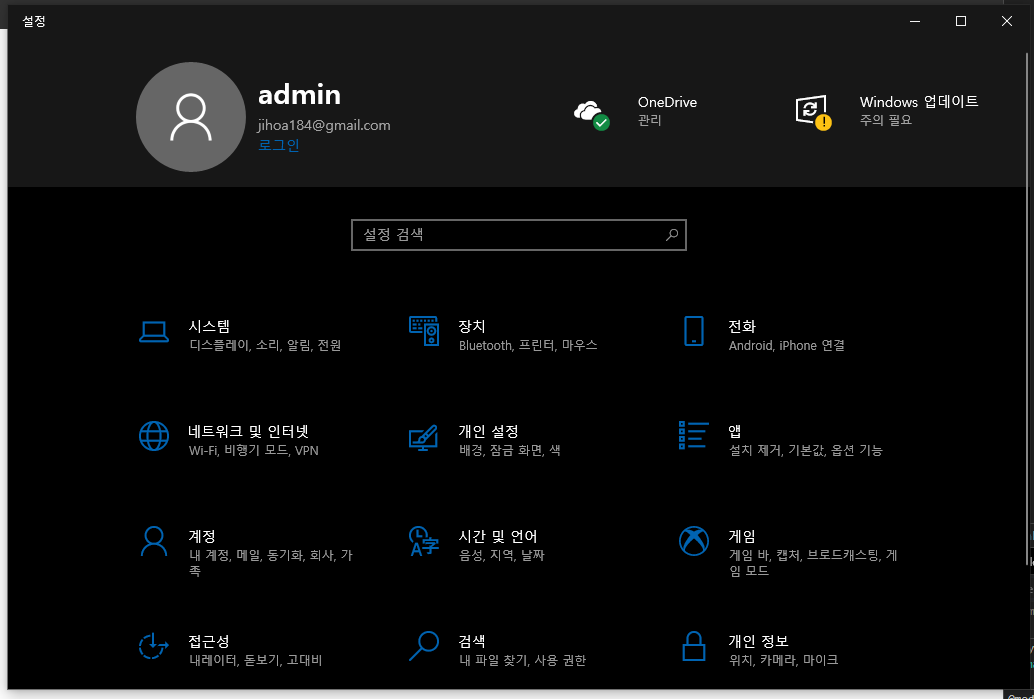 설정
admin
jihoa184@gmail.com
로그인
OneDrive
관리
Windows 업데이트
주의 필요
설정 검색
시스템
디스플레이, 소리, 알림, 전원
장치
Bluetooth, 프린터, 마우스
전화
Android, iPhone 연결
네트워크 및 인터넷
Wi-Fi, 비행기 모드, VPN
개인 설정
배경, 잠금 화면, 색
앱
설치 제거, 기본값, 옵션 기능
계정
내 계정, 메일, 동기화, 회사, 가
족
시간 및 언어
음성, 지역, 날짜
게임
게임 바, 캡처, 브로드캐스팅, 게
임 모드
접근성
내레이터, 돋보기, 고대비
검색
내 파일 찾기, 사용 권한
개인 정보
위치, 카메라, 마이크